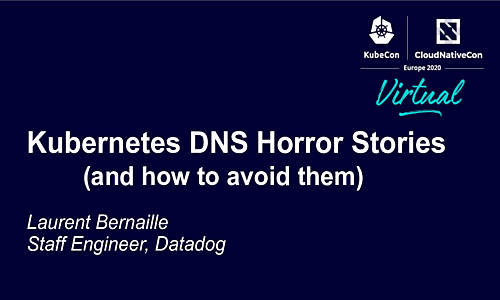 KubeCon
CloudNativeCon
Europe 2020
Virtual
Kubernetes DNS Horror Stories
(and how to avoid them)
Laurent Bernaille
Staff Engineer, Datadog